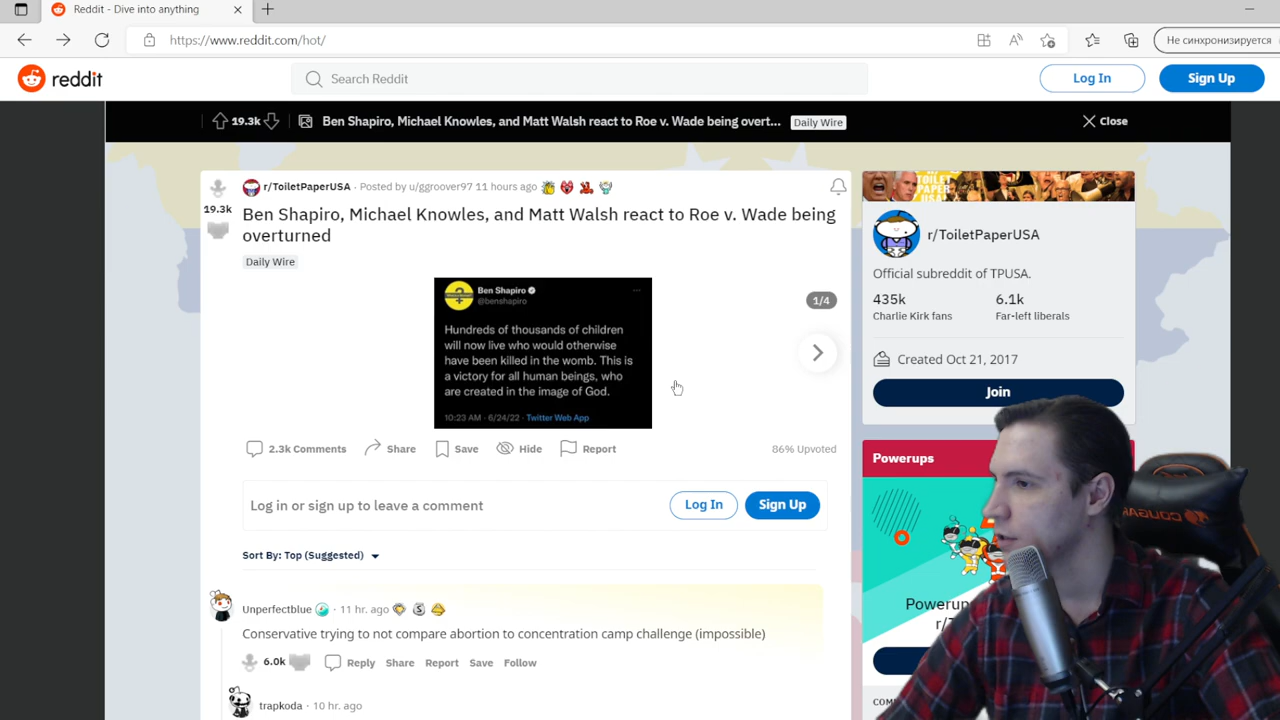 Reddit - Dive into anything
https://www.reddit.com/hot/
Не синхронизируется
reddit
Search Reddit
Log In
Sign Up
19.3k
Ben Shapiro, Michael Knowles, and Matt Walsh react to Roe v. Wade being overt...
Daily Wire
Close
r/ToiletPaperUSA · Posted by u/ggroover97 11 hours ago
19.3k
Ben Shapiro, Michael Knowles, and Matt Walsh react to Roe v. Wade being
overturned
Daily Wire
1/4
Ben Shapiro
@benshapiro
Hundreds of thousands of children
will now live who would otherwise
have been killed in the womb. This is
a victory for all human beings, who
are created in the image of God.
10:23 AM · 6/24/22 · Twitter Web App
2.3k Comments
Share
Save
Hide
Report
86% Upvoted
Log in or sign up to leave a comment
Log In
Sign Up
Sort By: Top (Suggested)
Unperfectblue · 11 hr. ago
Conservative trying to not compare abortion to concentration camp challenge (impossible)
6.0k
Reply
Share
Report
Save
Follow
trapkoda · 10 hr. ago
TOILET
PAPER
USA
r/ToiletPaperUSA
Official subreddit of TPUSA.
435k
6.1k
Charlie Kirk fans
Far-left liberals
Created Oct 21, 2017
Join
Powerups
COUGAR